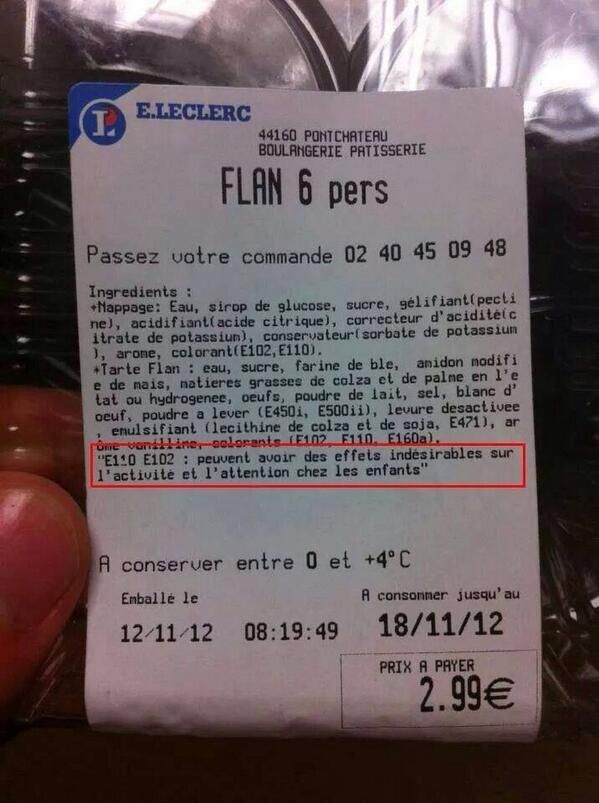 E.LECLERC
44160 PONTCHATEAU
BOULANGERIE PATISSERIE
FLAN 6 pers
Passez votre commande 02 40 45 09 48
Ingredients :
*Nappage: Eau, sirop de glucose, sucre, gélifiant(pecti
ne), acidifiant(acide citrique), correcteur d'acidité(c
itrate de potassium), conservateur(sorbate de potassium
), arome, colorant(E102,E110).
*Tarte Flan : eau, sucre, farine de ble, amidon modifi
e de mais, matieres grasses de colza et de palme en l'e
tat ou hydrogenee, oeufs, poudre de lait, sel, blanc d'
oeuf, poudre a lever (E450i, E500ii), levure desactivee
, emulsifiant (lecithine de colza et de soja, E471), ar
ôme vanilline, colorants (E102, E110, E160a).
"E110 E102 : peuvent avoir des effets indésirables sur
l'activité et l'attention chez les enfants"
A conserver entre 0 et +4°C
Emballé le
A consommer jusqu'au
12/11/12 08:19:49 18/11/12
PRIX A PAYER
2.99€